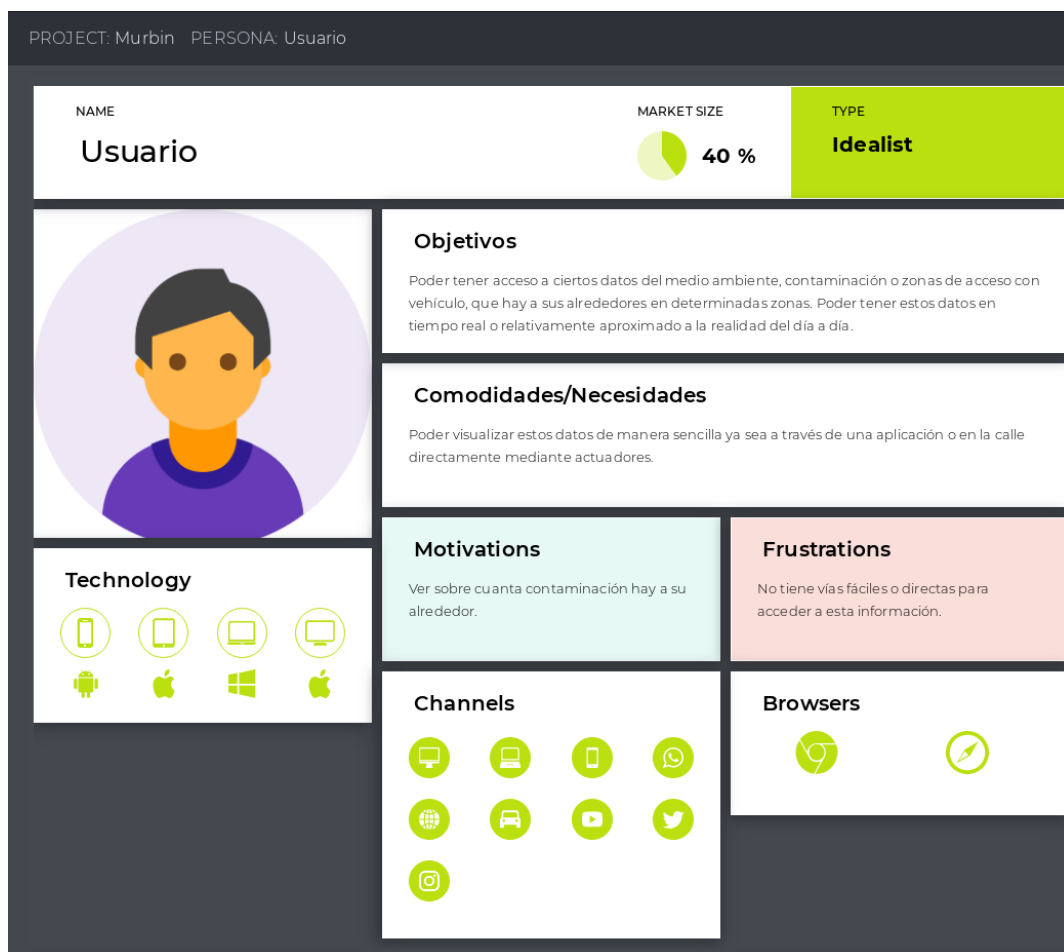 PROJECT: Murbin PERSONA: Usuario
NAME
Usuario
MARKET SIZE
40 %
TYPE
Idealist
Objetivos
Poder tener acceso a ciertos datos del medio ambiente, contaminación o zonas de acceso con
vehículo, que hay a sus alrededores en determinadas zonas. Poder tener estos datos en
tiempo real o relativamente aproximado a la realidad del día a día.
Comodidades/Necesidades
Poder visualizar estos datos de manera sencilla ya sea a través de una aplicación o en la calle
directamente mediante actuadores.
Technology
Motivations
Ver sobre cuanta contaminación hay a su
alrededor.
Frustrations
No tiene vías fáciles o directas para
acceder a esta información.
Channels
Browsers